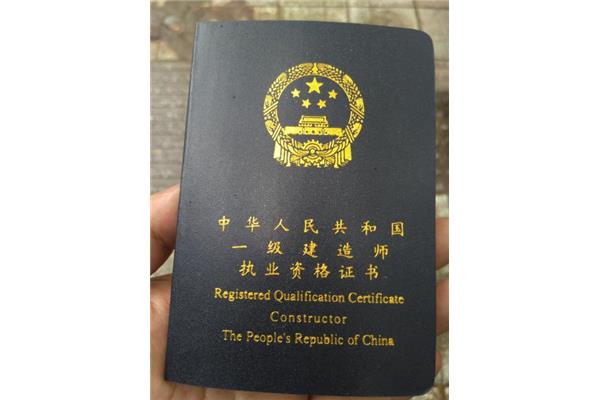 中华人民共和国
一级建造师
执业资格证书
Registered Qualification Certificate
Constructor
The People's Republic of China